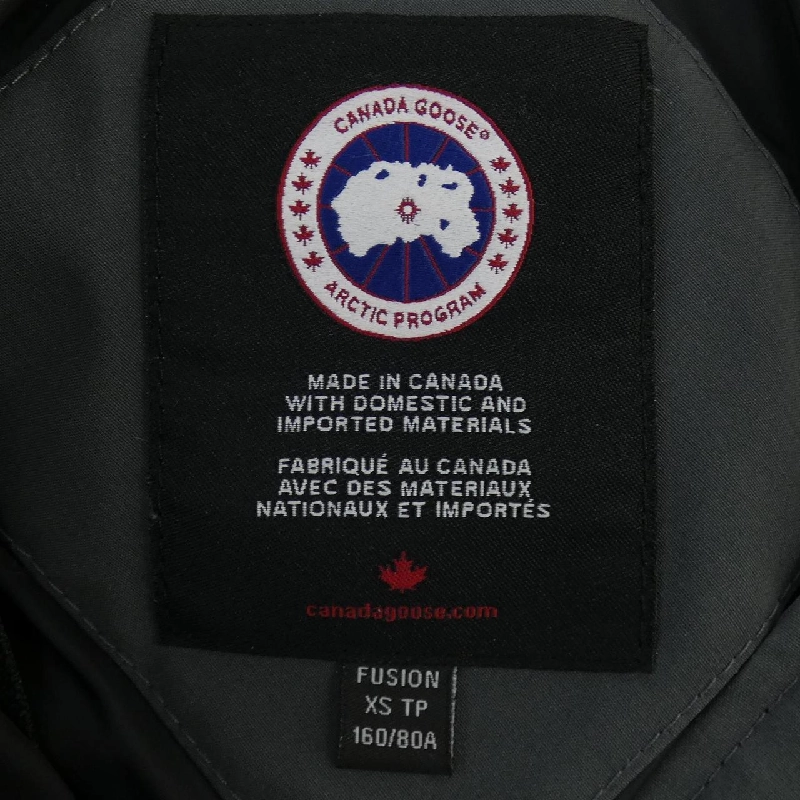 CANADA GOOSE®
ARCTIC PROGRAM
MADE IN CANADA
WITH DOMESTIC AND
IMPORTED MATERIALS
FABRIQUÉ AU CANADA
AVEC DES MATERIAUX
NATIONAUX ET IMPORTÉS
canadagoose.com
FUSION
XS TP
160/80A